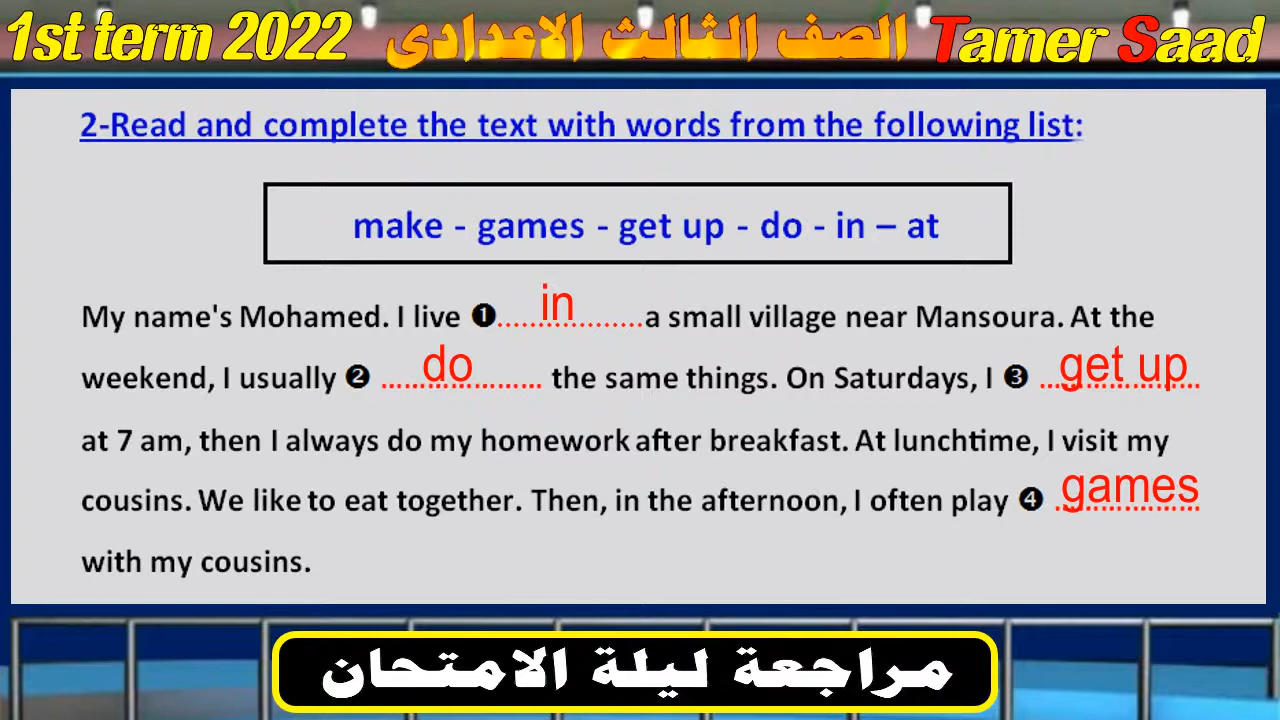 1st term 2022 الصف الثالث الاعدادى Tamer Saad
2-Read and complete the text with words from the following list:
make - games - get up - do - in – at
My name's Mohamed. I live ❶.....in.....a small village near Mansoura. At the
weekend, I usually ❷ .....do..... the same things. On Saturdays, I ❸ .....get up.....
at 7 am, then I always do my homework after breakfast. At lunchtime, I visit my
cousins. We like to eat together. Then, in the afternoon, I often play ❹ .....games.....
with my cousins.
مراجعة ليلة الامتحان